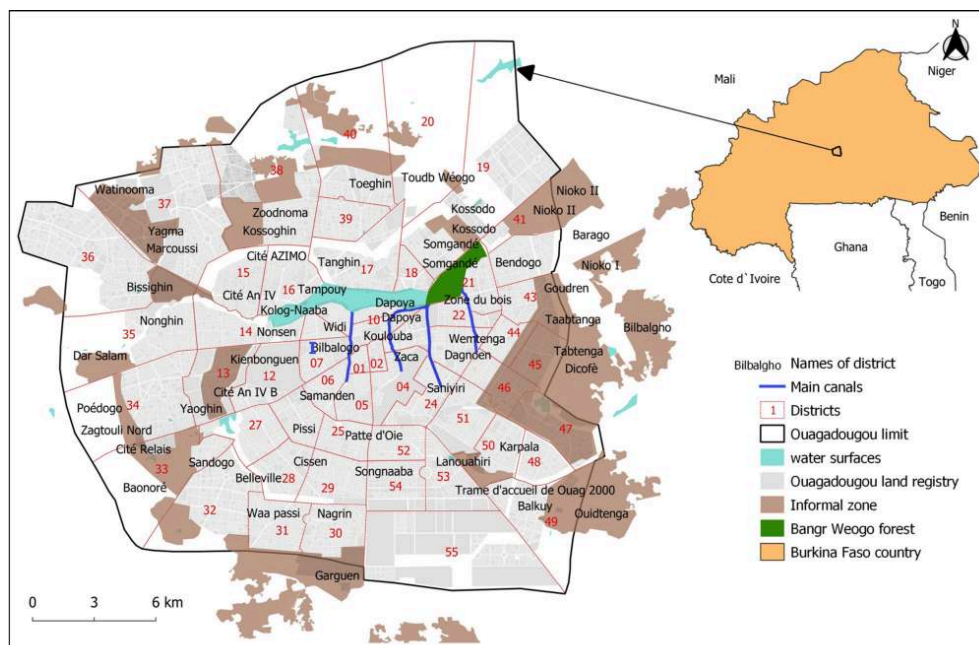 N
Mali
Niger
Benin
Ghana
Togo
Cote d`Ivoire
20
40
19
38
Toudb Wéogo
Toeghin
Watinooma
37
Nioko II
Nioko II
41
39
Zoodnoma
Kossodo
Kossodo
Yagma
Kossoghin
Marcoussi
Somgandé
Barago
36
Cité AZIMO
Tanghin
17
18
Somgandé
Bendogo
Nioko I
15
16
Tampouy
21
Goudren
Bissighin
Cité An IV
Dapoya
Zone du bois
43
Kolog-Naaba
Nonghin
10
Dapoya
22
Taabtanga
Bilbalgho
35
14
Nonsen
Widi
Koulouba
44
Wemtenga
Bilbalogo
Dar Salam
Kienbonguen
07
01
02
Zaca
Dagnoen
45
Tabtenga
Dicofè
13
12
06
04
46
Cité An IV B
Samanden
Saniyiri
34
Poédogo
Yaoghin
05
24
Zagtouli Nord
27
Pissi
25
Patte d'Oie
51
47
Cité Relais
52
50
Karpala
33
Sandogo
Cissen
Lanouahiri
48
Baonoré
Belleville
28
29
Songnaaba
54
53
Trame d'accueil de Ouag 2000
32
Waa passi
Nagrin
Balkuy
49
Ouidtenga
31
30
55
Garguen
Bilbalgho
Names of district
Main canals
1
Districts
Ouagadougou limit
water surfaces
Ouagadougou land registry
Informal zone
Bangr Weogo forest
Burkina Faso country
0 3 6 km